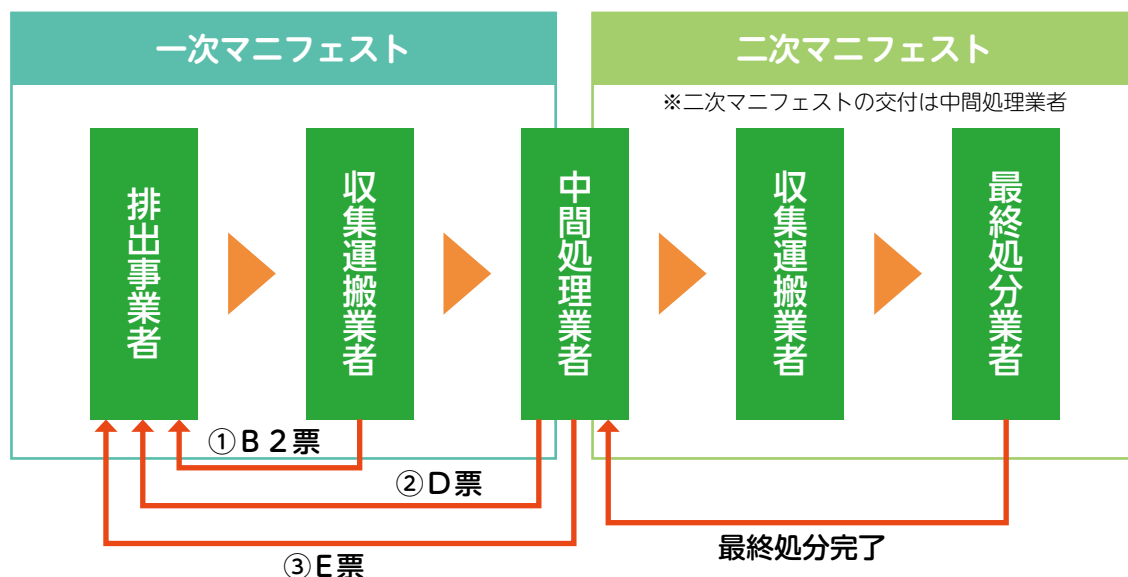 一次マニフェスト
二次マニフェスト
※二次マニフェストの交付は中間処理業者
排出事業者
収集運搬業者
中間処理業者
収集運搬業者
最終処分業者
①B2票
②D票
③E票
最終処分完了